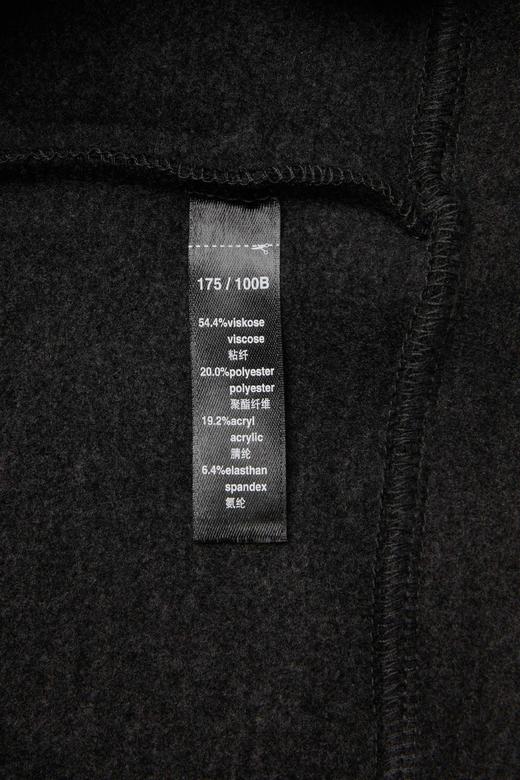 175 / 100B
54.4%viskose
viscose
粘纤
20.0%polyester
polyester
聚酯纤维
19.2%acryl
acrylic
腈纶
6.4%elasthan
spandex
氨纶